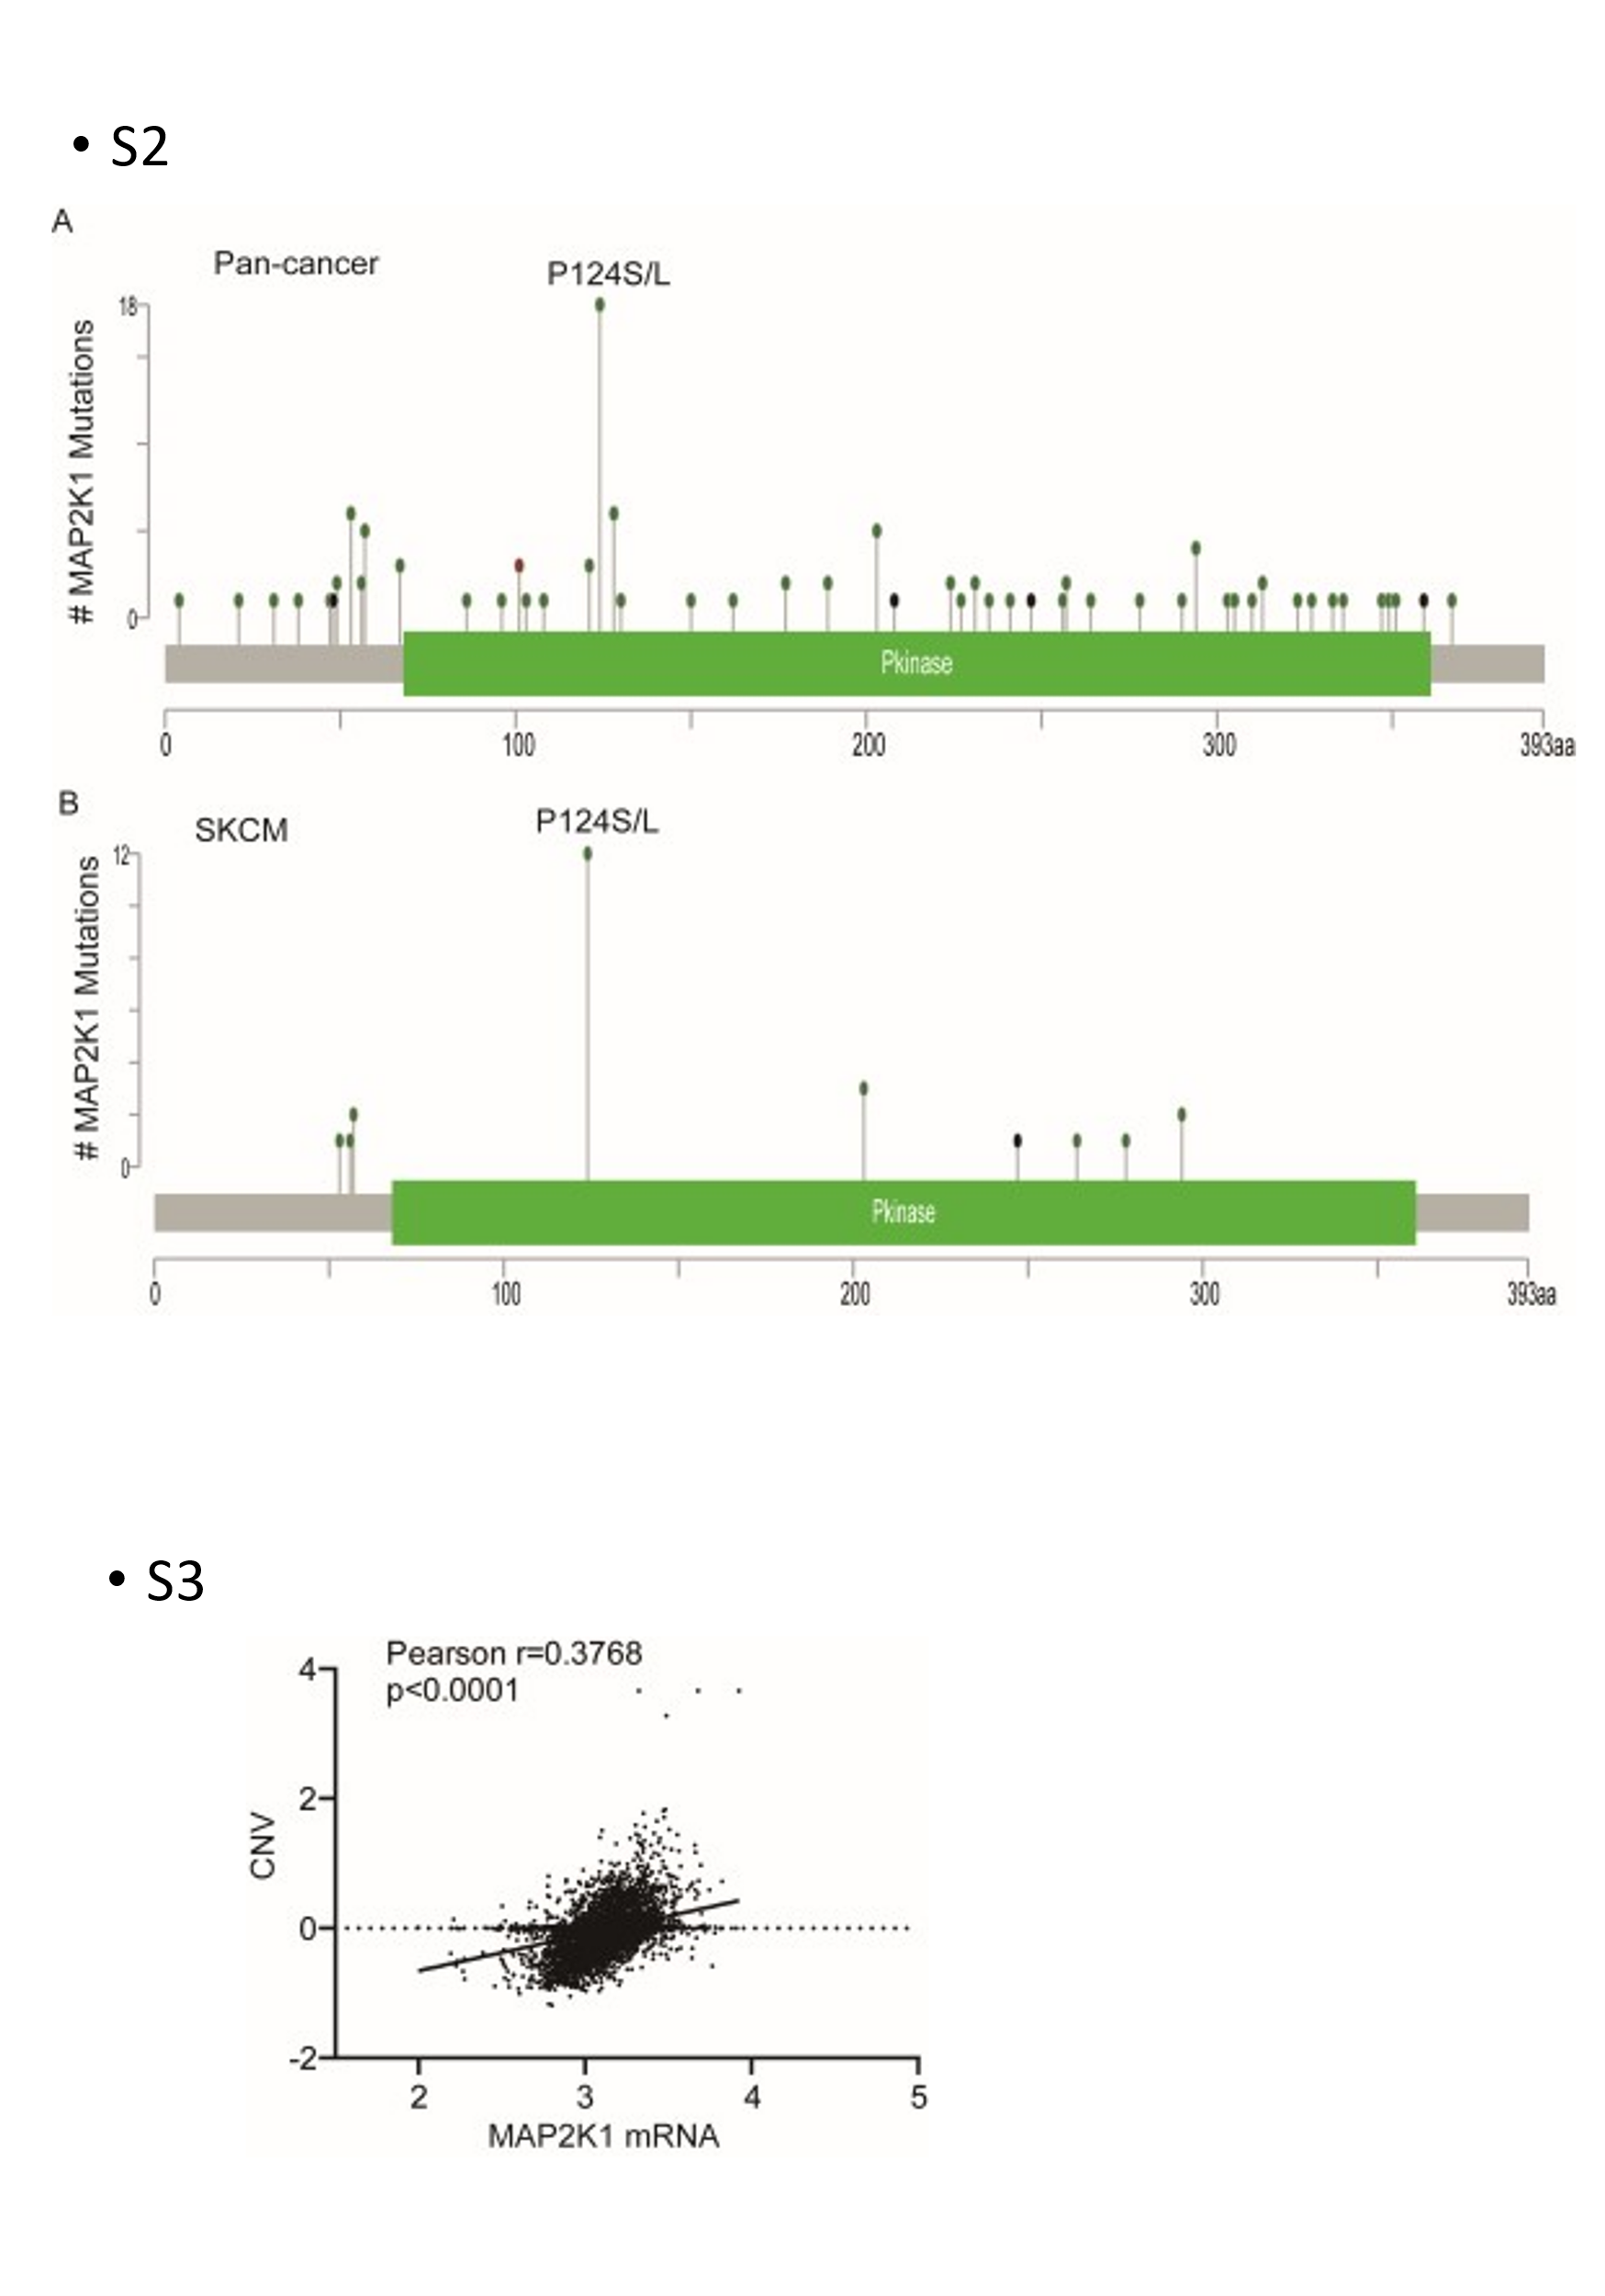 • S2
A
Pan-cancer
P124S/L
18
# MAP2K1 Mutations
0
Pkinase
0 100 200 300 393aa
B
SKCM
P124S/L
12
# MAP2K1 Mutations
0
Pkinase
0 100 200 300 393aa
• S3
Pearson r=0.3768
p<0.0001
4
2
CNV
0
-2
2 3 4 5
MAP2K1 mRNA